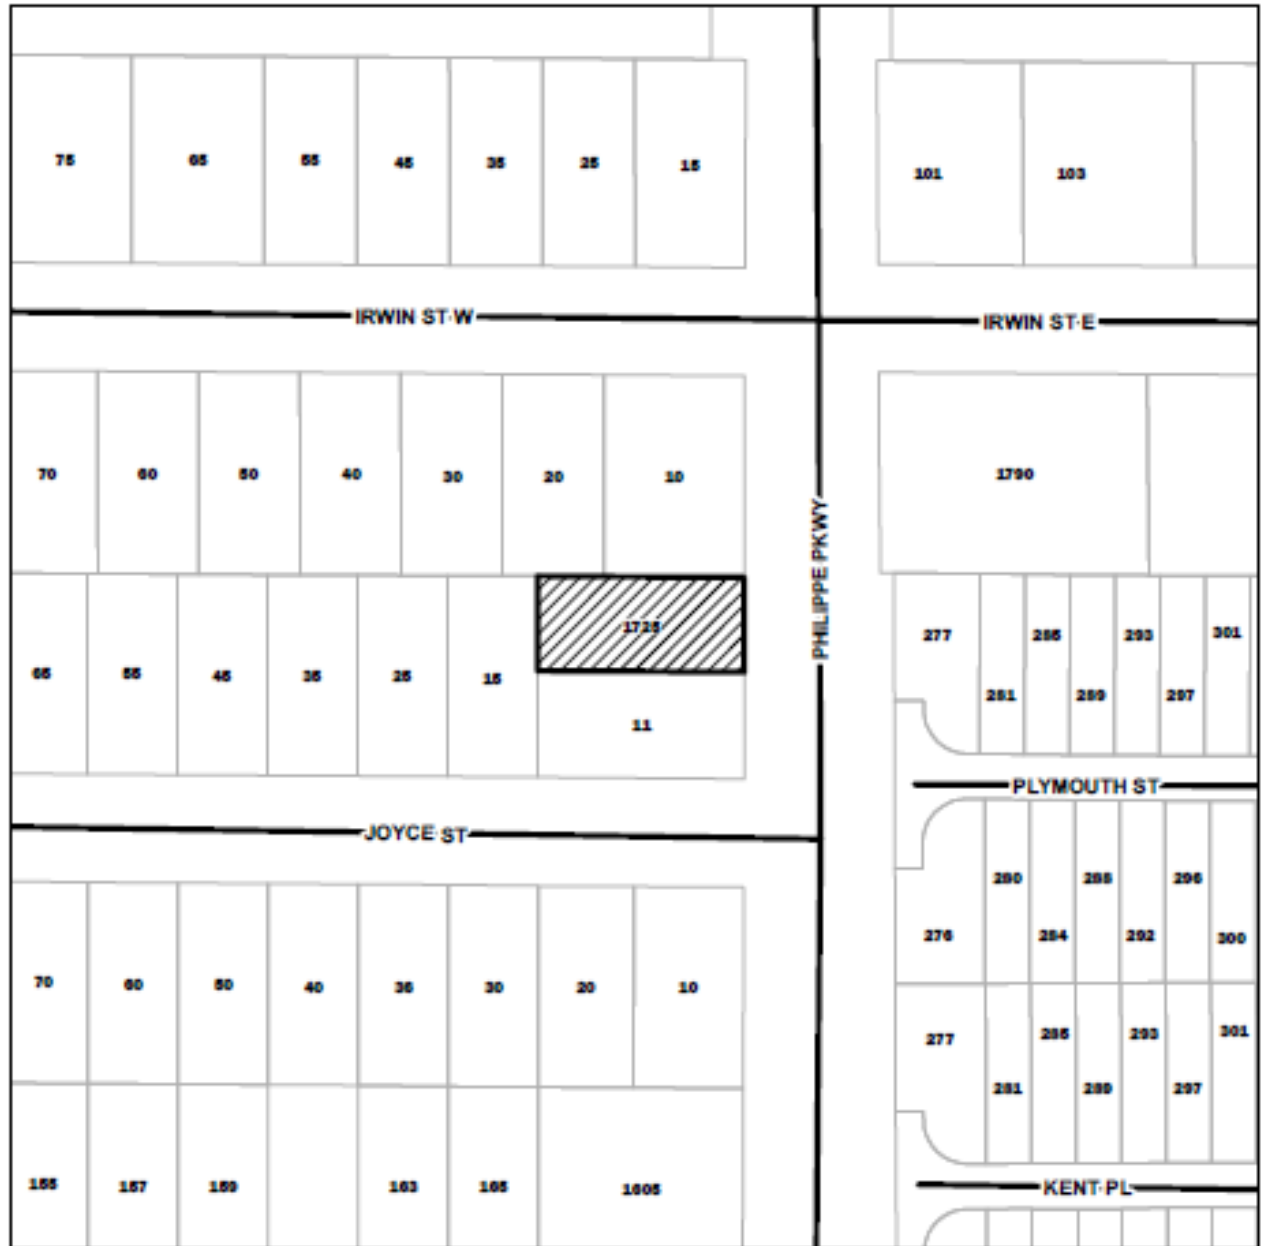 75 65 55 45 35 25 15 101 103
IRWIN ST W IRWIN ST E
70 60 50 40 30 20 10 1790
PHILIPPE PKWY
1725
277 285 293 301
281 289 297
65 55 45 35 25 15
11
PLYMOUTH ST
JOYCE ST
280 288 296
276 284 292 300
70 60 50 40 36 30 20 10
277 285 293 301
281 289 297
155 157 159 163 165 1605
KENT PL